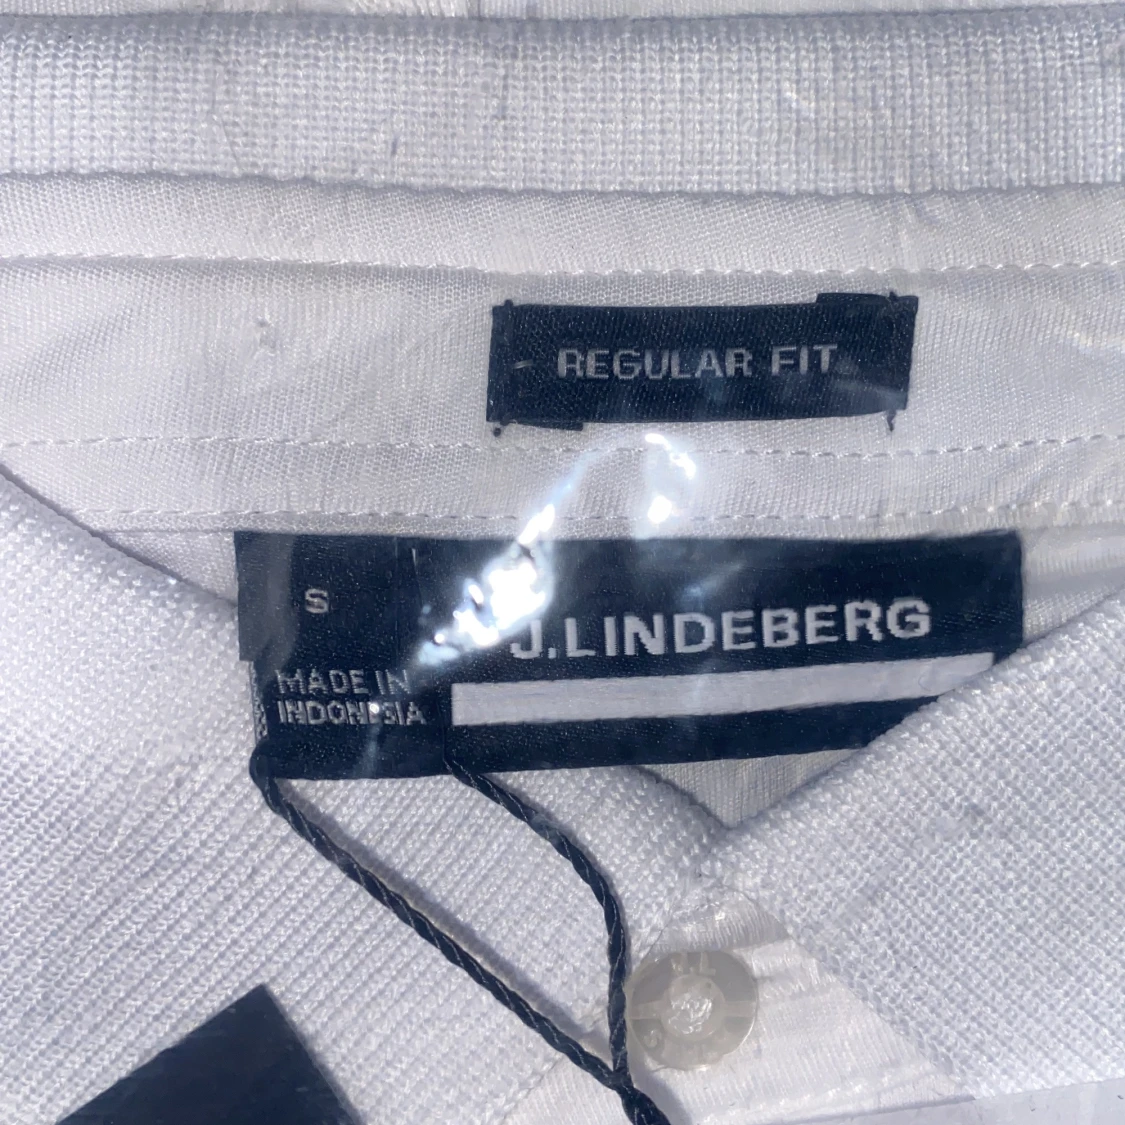 REGULAR FIT
S
J.LINDEBERG
MADE IN
INDONESIA